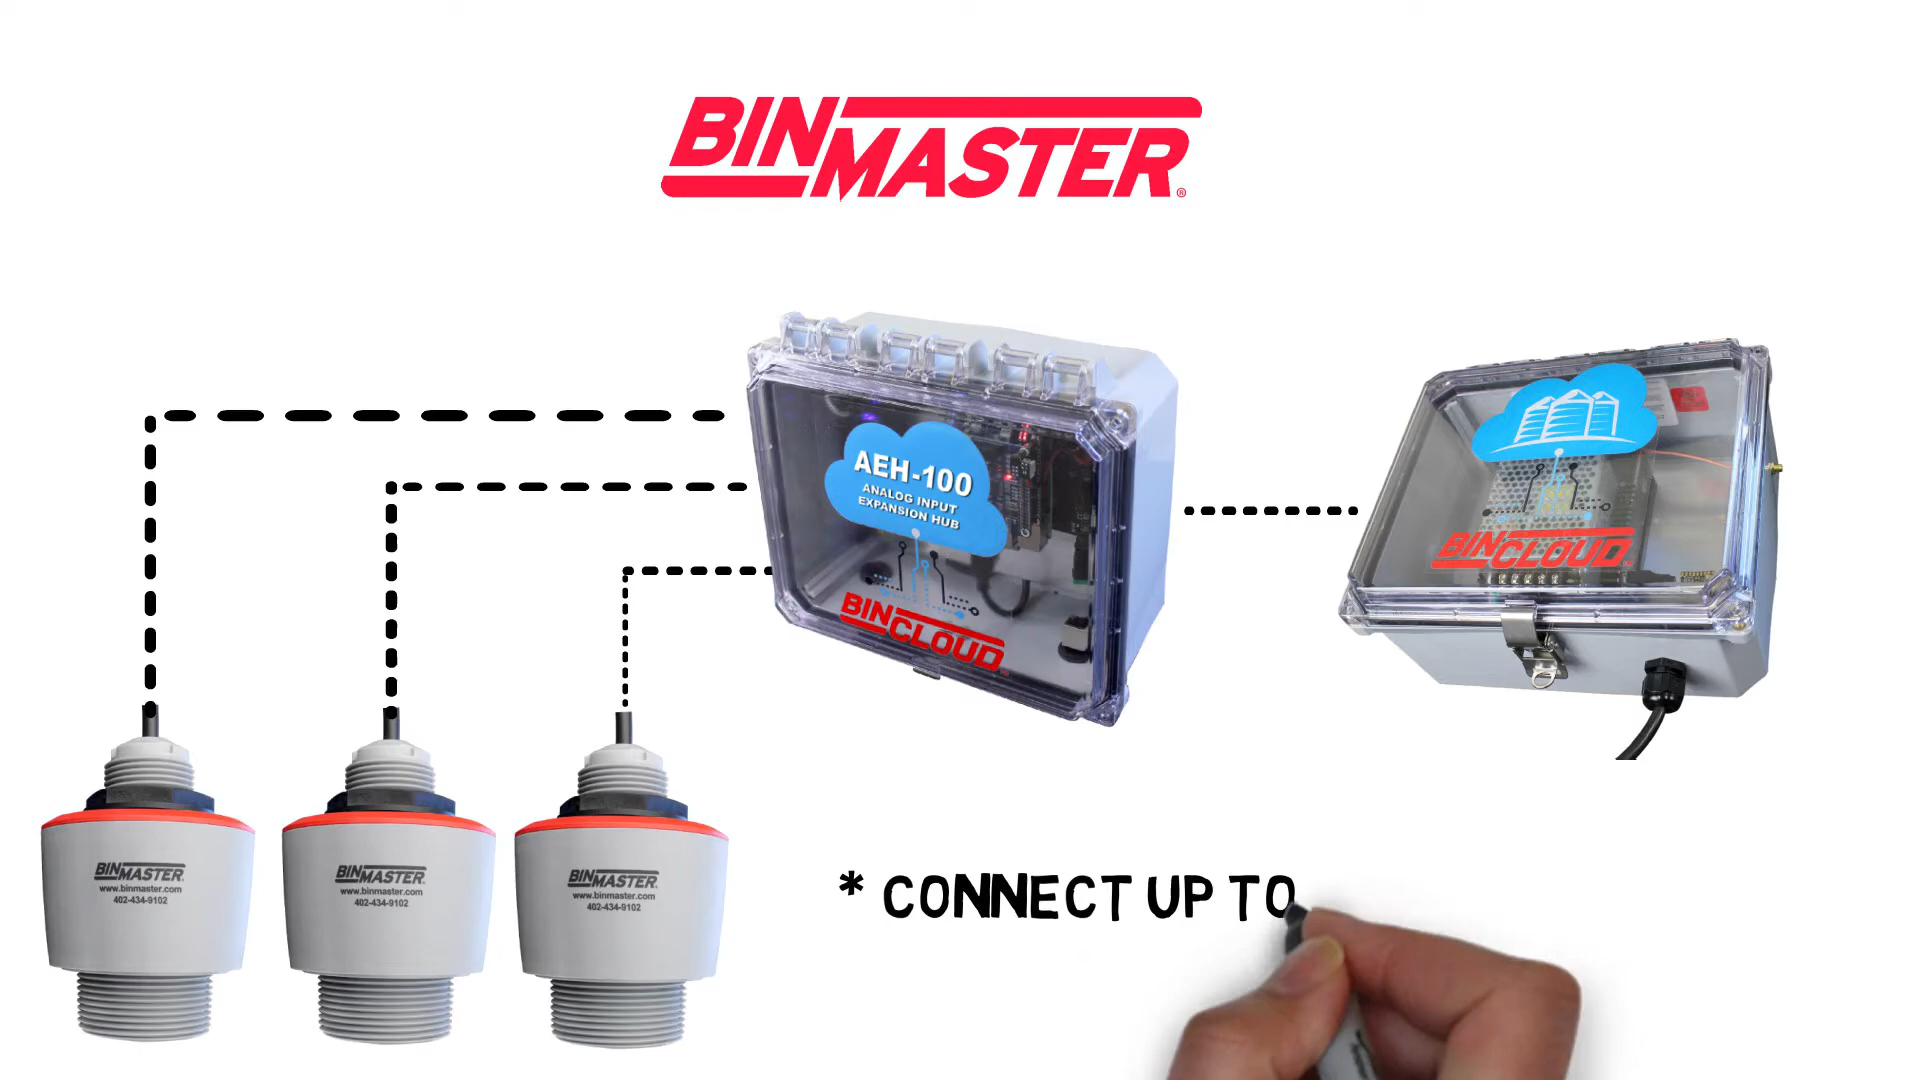 BINMASTER®
AEH-100
ANALOG INPUT
EXPANSION HUB
BINCLOUD
BINCLOUD
BINMASTER.
www.binmaster.com
402-434-9102
BINMASTER.
www.binmaster.com
402-434-9102
BINMASTER.
www.binmaster.com
402-434-9102
* CONNECT UP TO